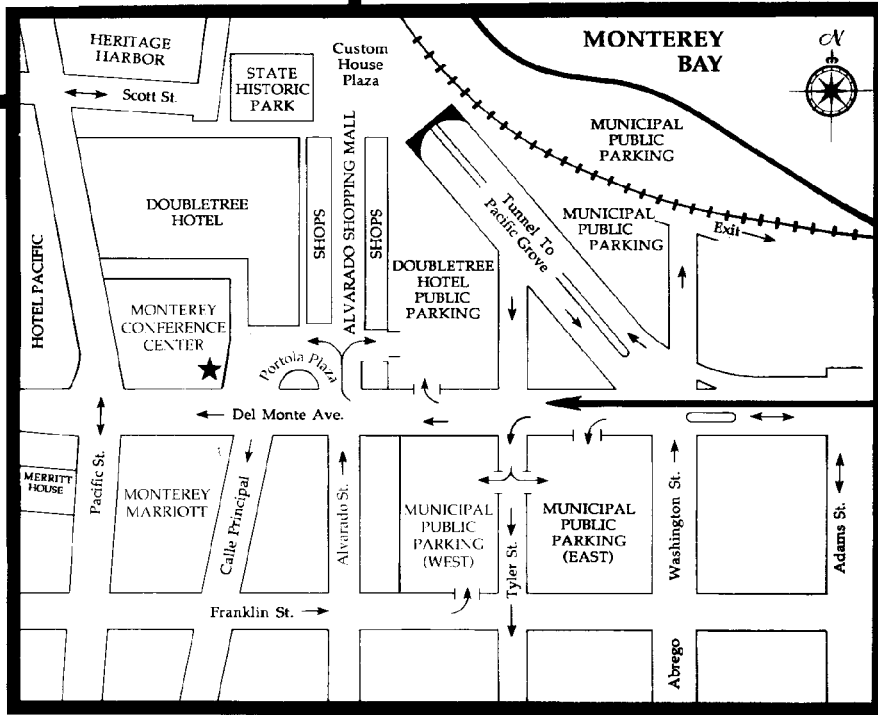 HERITAGE
HARBOR
Scott St.
STATE
HISTORIC
PARK
Custom
House
Plaza
MONTEREY
BAY
N
MUNICIPAL
PUBLIC
PARKING
DOUBLETREE
HOTEL
SHOPS
ALVARADO SHOPPING MALL
SHOPS
Tunnel To
Pacific Grove
MUNICIPAL
PUBLIC
PARKING
Exit
DOUBLETREE
HOTEL
PUBLIC
PARKING
HOTEL PACIFIC
MONTEREY
CONFERENCE
CENTER
Portola Plaza
Del Monte Ave.
MERRITT
HOUSE
Pacific St.
MONTEREY
MARRIOTT
Calle Principal
Alvarado St.
MUNICIPAL
PUBLIC
PARKING
(WEST)
Tyler St.
MUNICIPAL
PUBLIC
PARKING
(EAST)
Washington St.
Adams St.
Franklin St.
Abrego